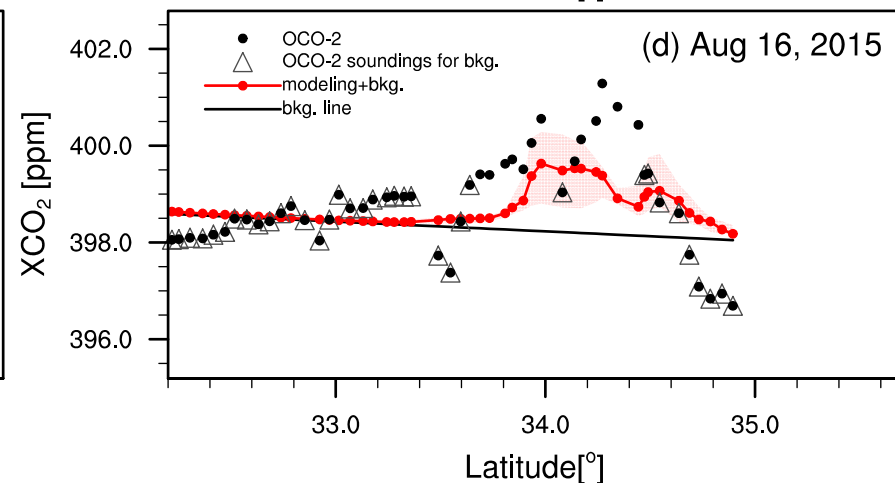 (d) Aug 16, 2015
OCO-2
OCO-2 soundings for bkg.
modeling+bkg.
bkg. line
XCO2 [ppm]
402.0
400.0
398.0
396.0
33.0
34.0
35.0
Latitude[°]